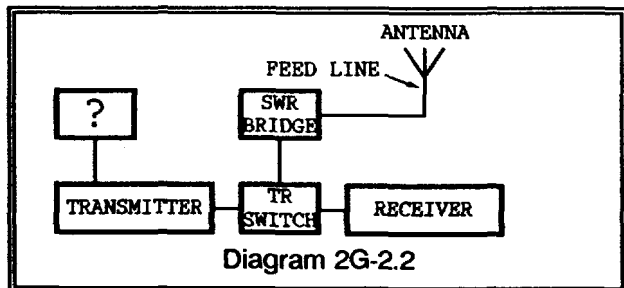 ANTENNA
FEED LINE
?
SWR
BRIDGE
TRANSMITTER
TR
SWITCH
RECEIVER
Diagram 2G-2.2